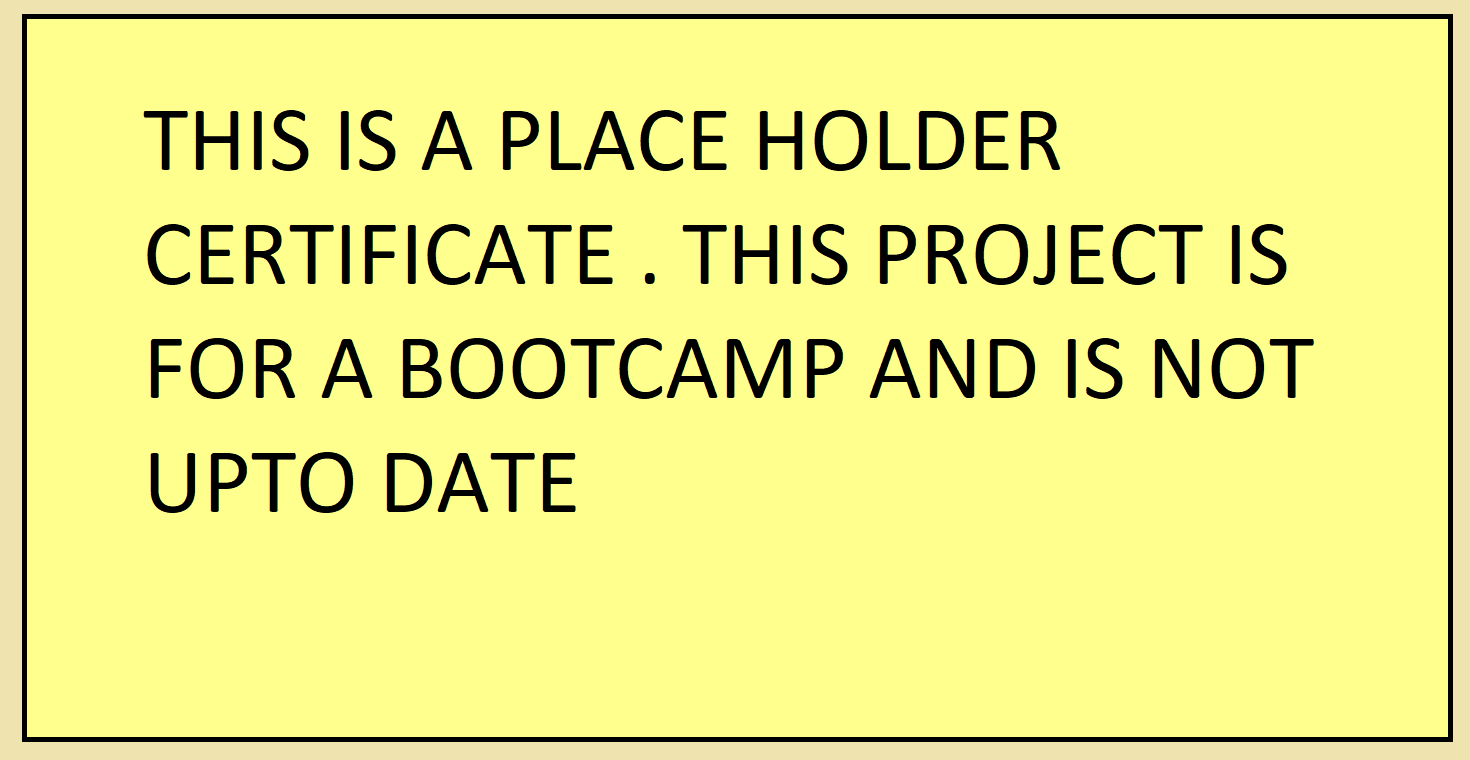 THIS IS A PLACE HOLDER
CERTIFICATE . THIS PROJECT IS
FOR A BOOTCAMP AND IS NOT
UPTO DATE